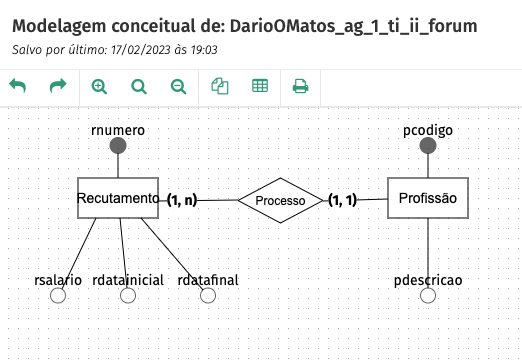 Modelagem conceitual de: DarioOMatos_ag_1_ti_ii_forum
Salvo por último: 17/02/2023 às 19:03
rnumero
pcodigo
Recutamento
(1, n)
Processo
(1, 1)
Profissão
rsalario
rdatainicial
rdatafinal
pdescricao